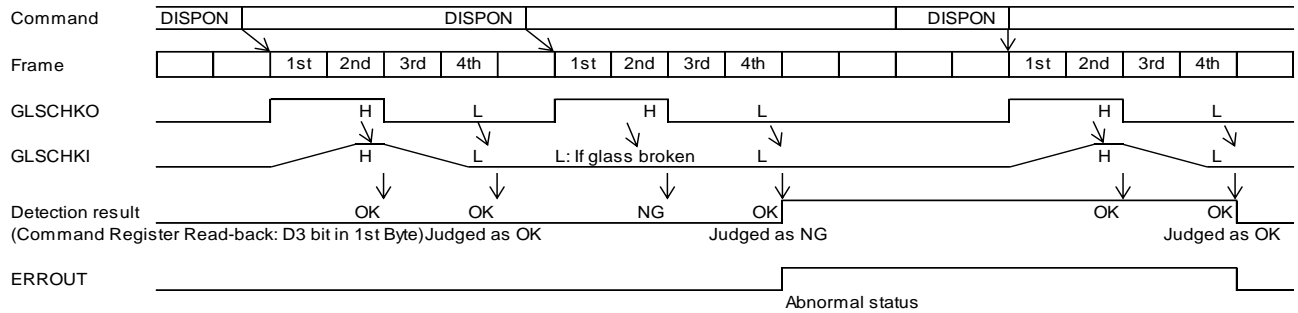 Command DISPON DISPON DISPON
Frame 1st 2nd 3rd 4th 1st 2nd 3rd 4th 1st 2nd 3rd 4th
GLSCHKO H L H L H L
GLSCHKI H L L: If glass broken L H L
Detection result OK OK NG OK OK OK
(Command Register Read-back: D3 bit in 1st Byte) Judged as OK Judged as NG Judged as OK
ERROUT
Abnormal status